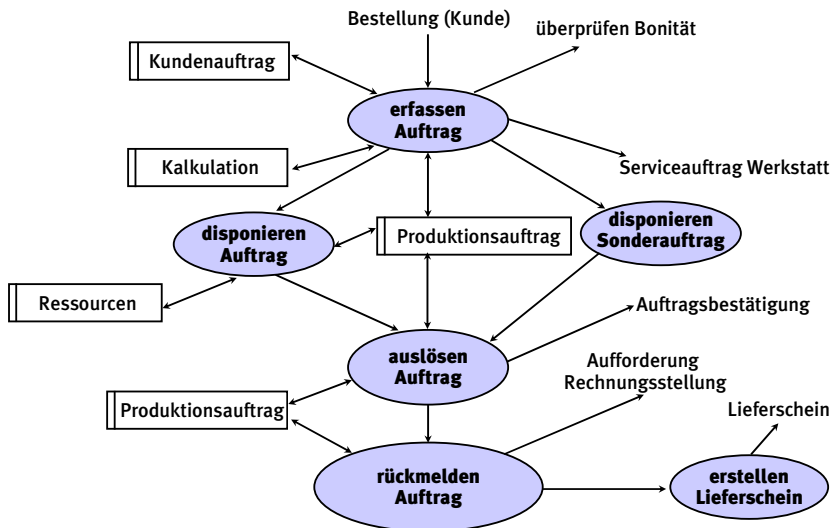 Bestellung (Kunde)
überprüfen Bonität
Kundenauftrag
erfassen
Auftrag
Kalkulation
Serviceauftrag Werkstatt
disponieren
Auftrag
Produktionsauftrag
disponieren
Sonderauftrag
Ressourcen
Auftragsbestätigung
auslösen
Auftrag
Aufforderung
Rechnungsstellung
Produktionsauftrag
Lieferschein
rückmelden
Auftrag
erstellen
Lieferschein